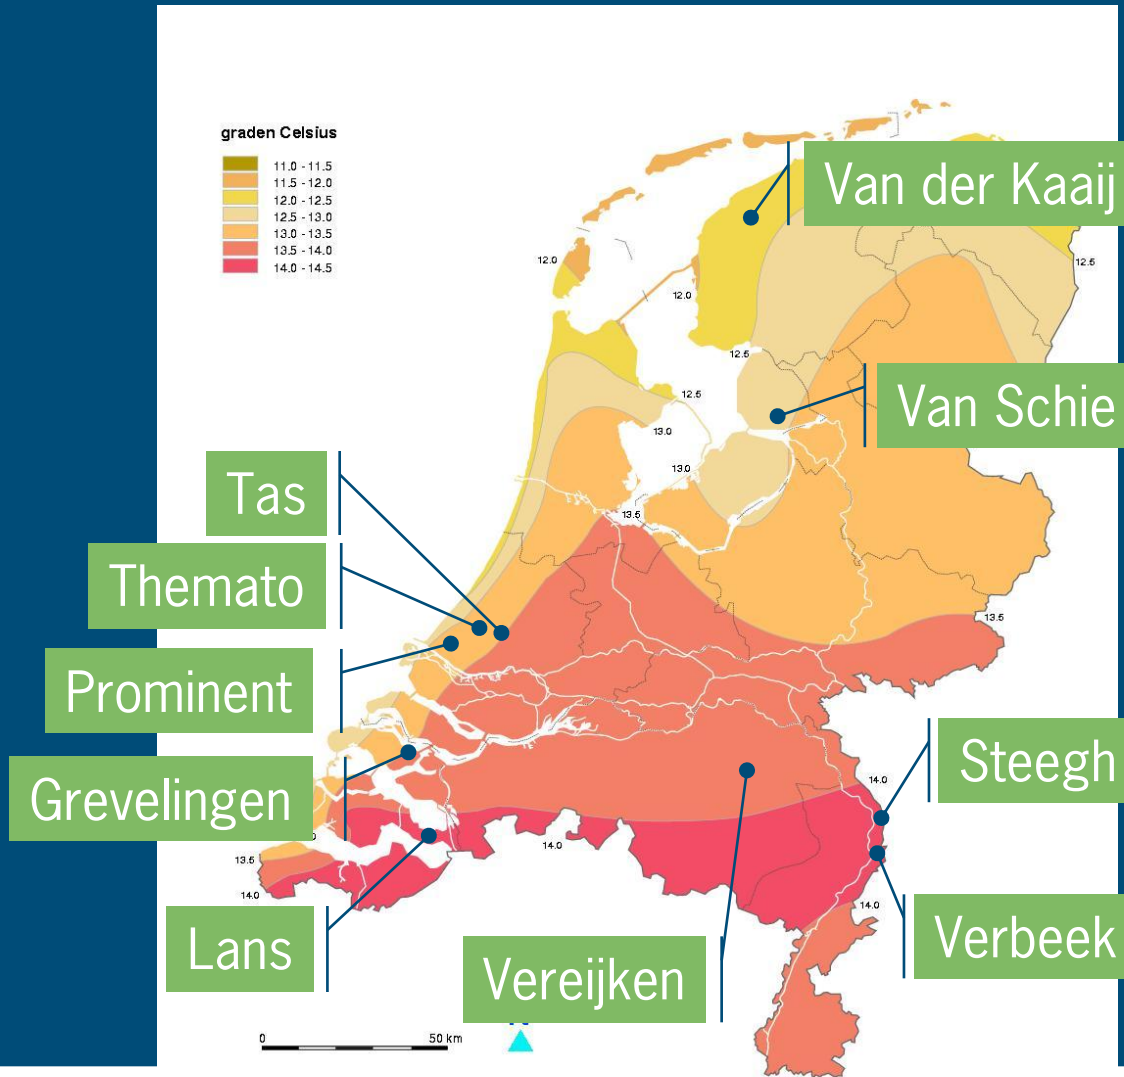 graden Celsius
11.0 - 11.5
11.5 - 12.0
12.0 - 12.5
12.5 - 13.0
13.0 - 13.5
13.5 - 14.0
14.0 - 14.5
Van der Kaaij
12.5
12.0
12.0
12.5
Van Schie
12.5
13.0
13.0
Tas
13.5
Themato
13.5
Prominent
Steegh
Grevelingen
14.0
14.0
13.5
14.0
14.0
Lans
Verbeek
Vereijken
0
50 km